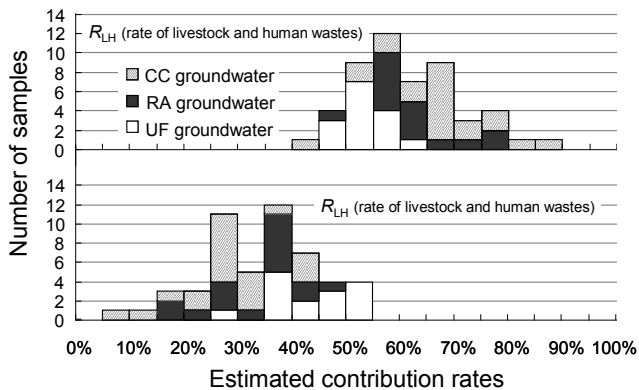 R_LH (rate of livestock and human wastes)
CC groundwater
RA groundwater
UF groundwater
14
12
10
8
6
4
2
0
R_LH (rate of livestock and human wastes)
14
12
10
8
6
4
2
0
Number of samples
0% 10% 20% 30% 40% 50% 60% 70% 80% 90% 100%
Estimated contribution rates